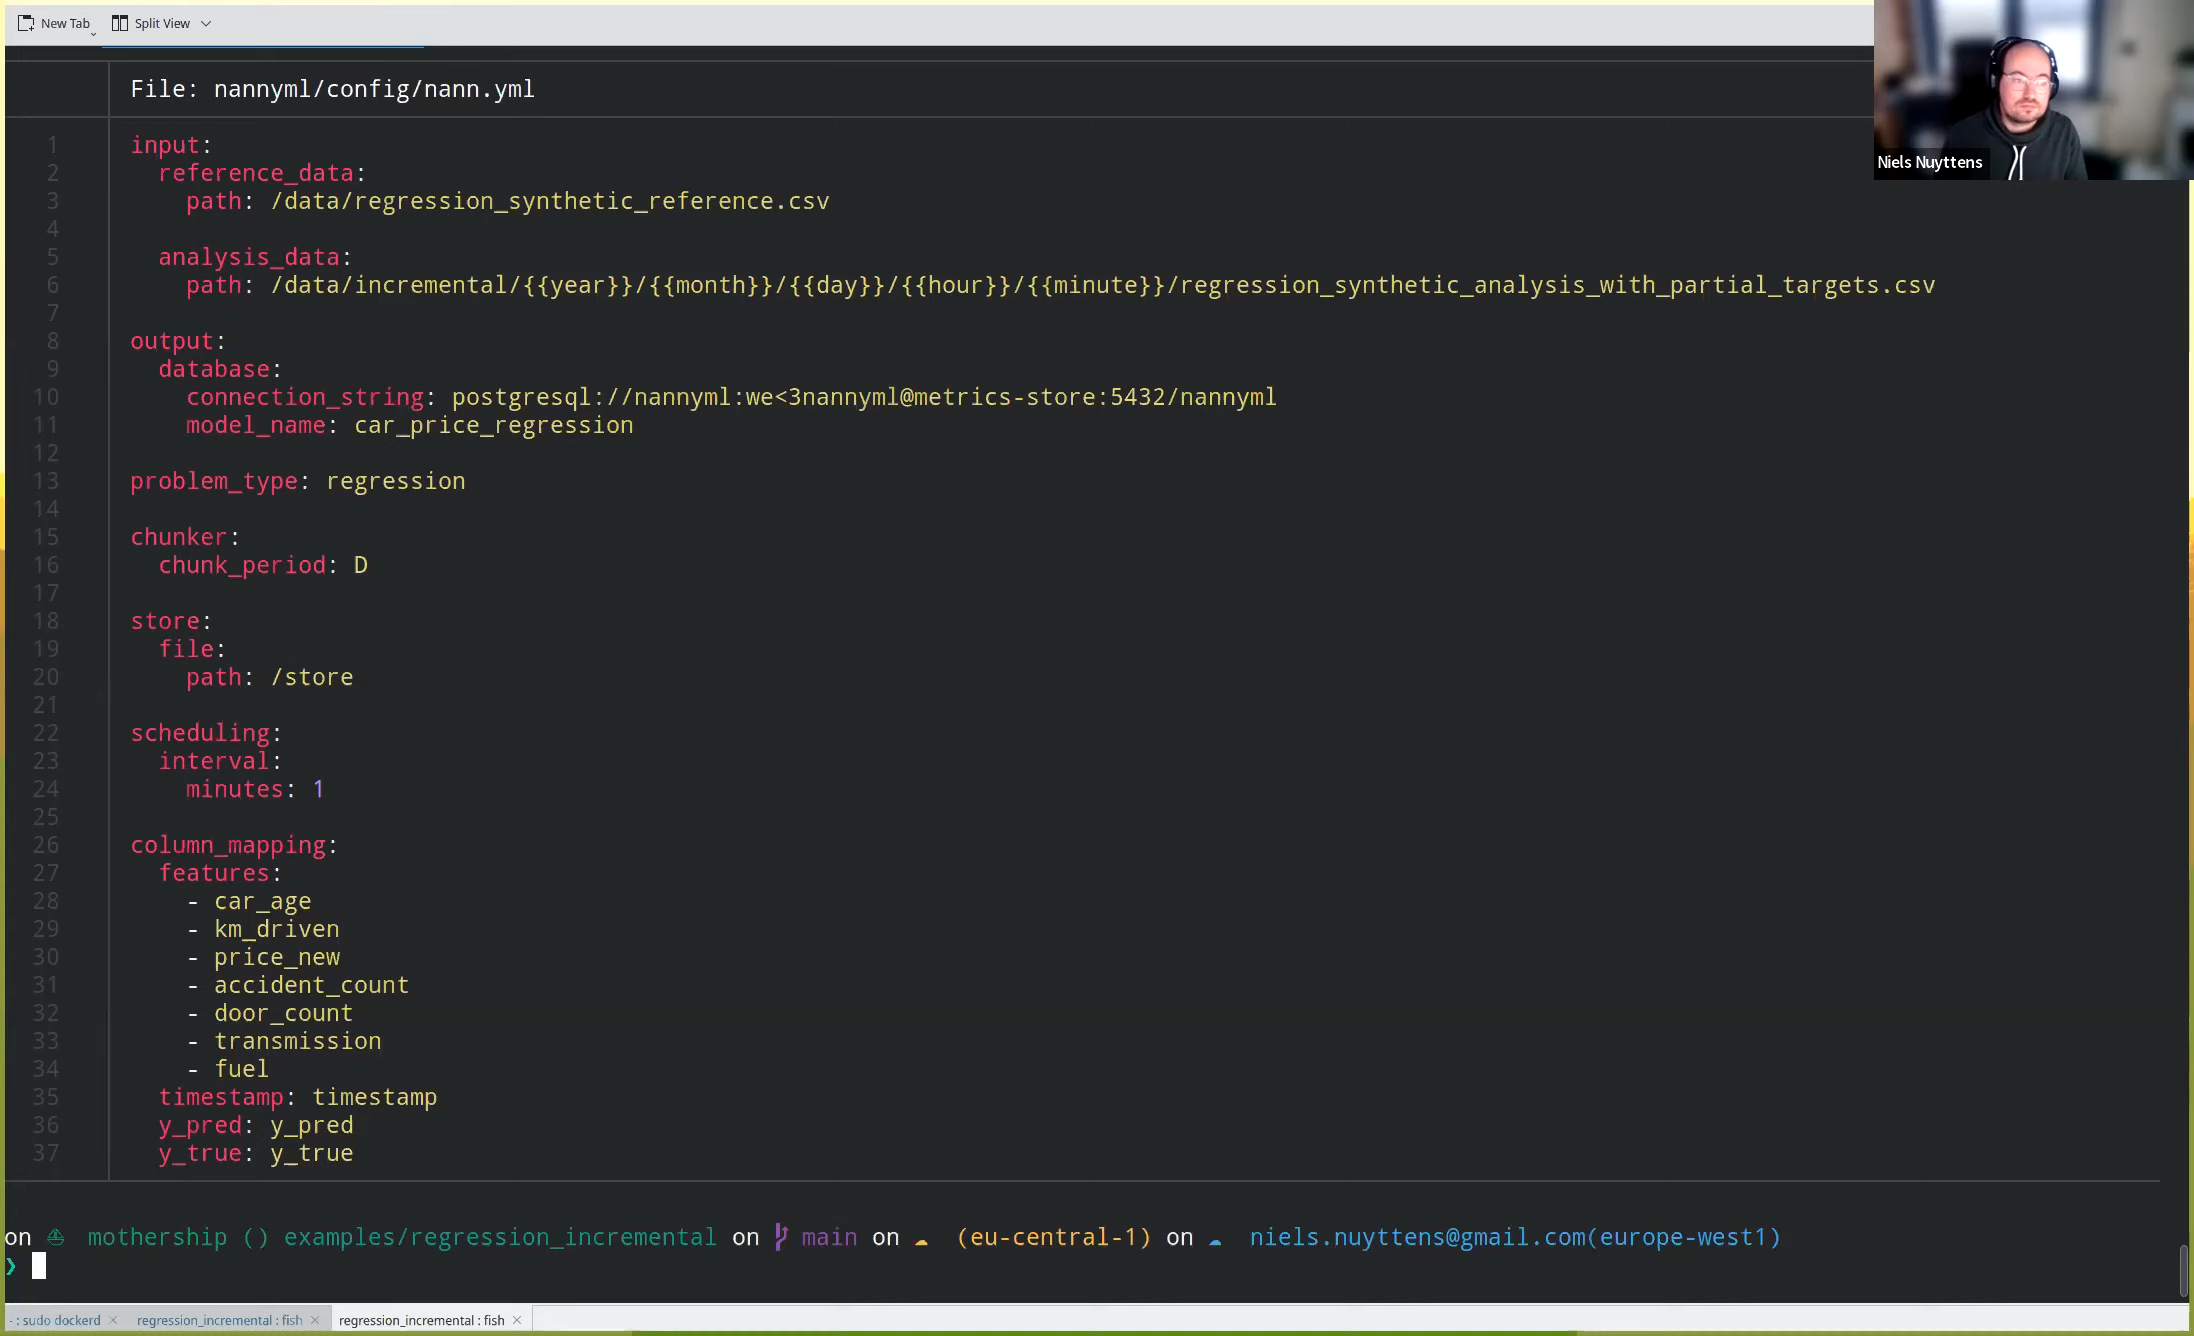 New Tab Split View
File: nannyml/config/nann.yml
Niels Nuyttens
1 input:
2 reference_data:
3 path: /data/regression_synthetic_reference.csv
4
5 analysis_data:
6 path: /data/incremental/{{year}}/{{month}}/{{day}}/{{hour}}/{{minute}}/regression_synthetic_analysis_with_partial_targets.csv
7
8 output:
9 database:
10 connection_string: postgresql://nannyml:we<3nannyml@metrics-store:5432/nannyml
11 model_name: car_price_regression
12
13 problem_type: regression
14
15 chunker:
16 chunk_period: D
17
18 store:
19 file:
20 path: /store
21
22 scheduling:
23 interval:
24 minutes: 1
25
26 column_mapping:
27 features:
28 - car_age
29 - km_driven
30 - price_new
31 - accident_count
32 - door_count
33 - transmission
34 - fuel
35 timestamp: timestamp
36 y_pred: y_pred
37 y_true: y_true
on mothership () examples/regression_incremental on main on (eu-central-1) on niels.nuyttens@gmail.com(europe-west1)
❯
- : sudo dockerd × regression_incremental : fish × regression_incremental : fish ×